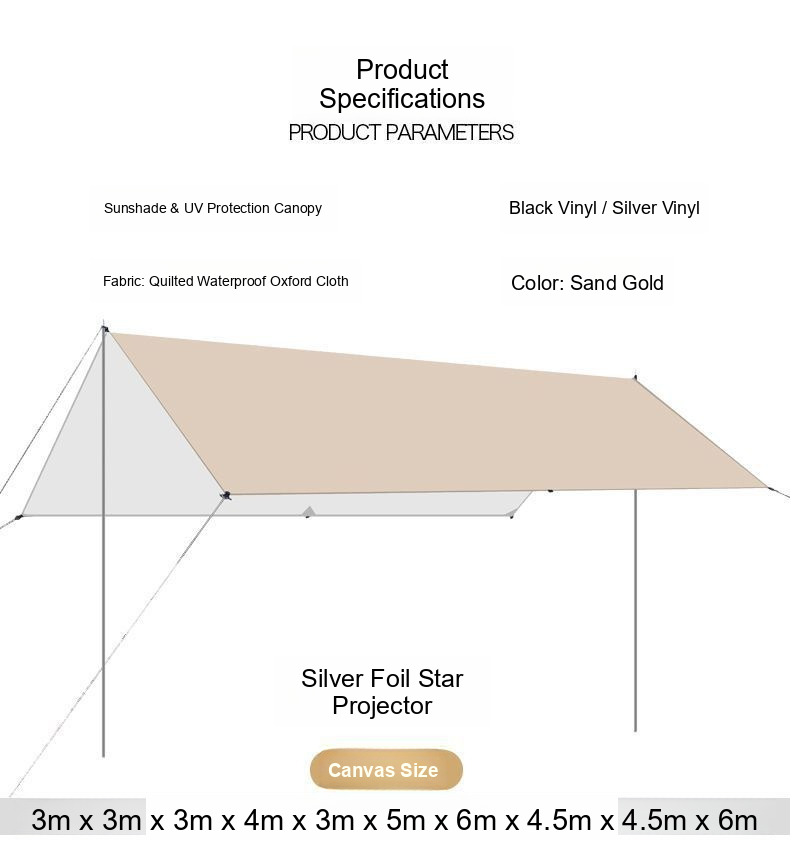 Product
Specifications
PRODUCT PARAMETERS
Sunshade & UV Protection Canopy
Black Vinyl / Silver Vinyl
Fabric: Quilted Waterproof Oxford Cloth
Color: Sand Gold
Silver Foil Star
Projector
Canvas Size
3m x 3m x 3m x 4m x 3m x 5m x 6m x 4.5m x 4.5m x 6m